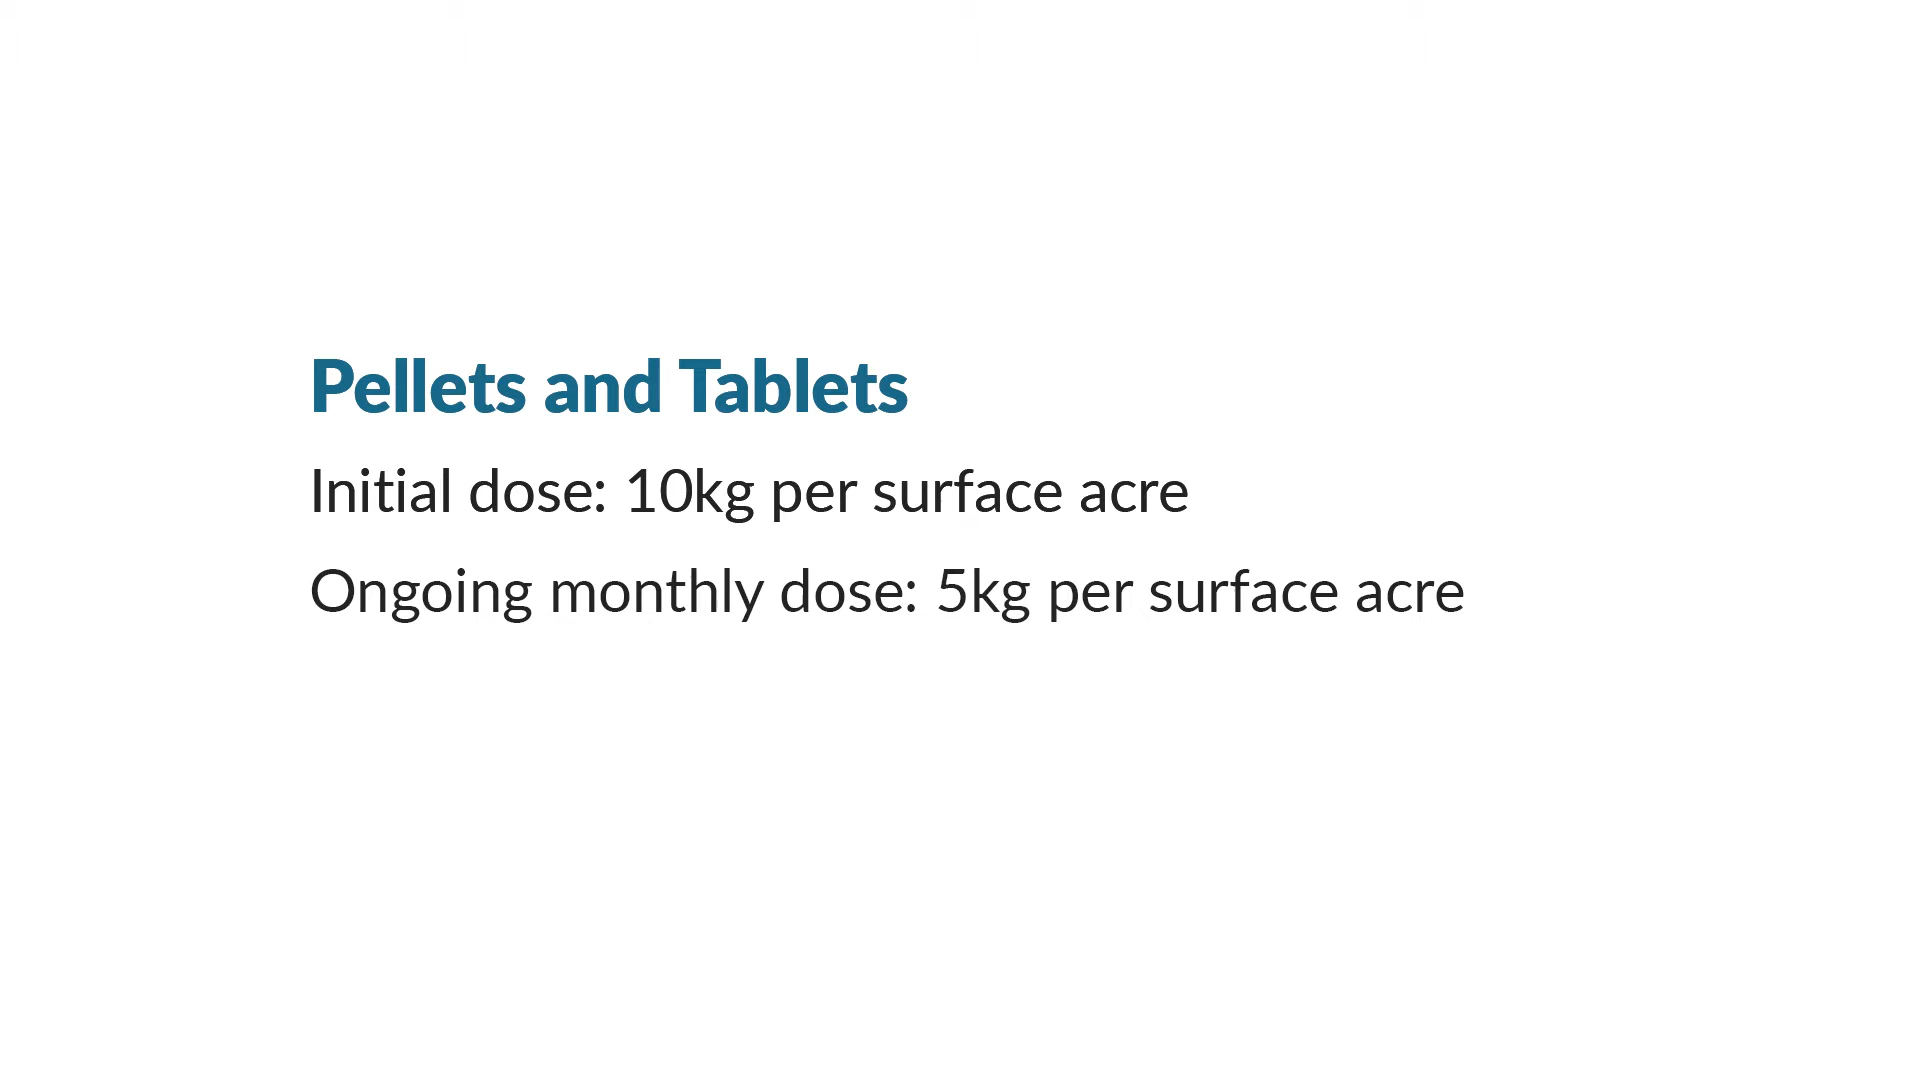 Pellets and Tablets
Initial dose: 10kg per surface acre
Ongoing monthly dose: 5kg per surface acre